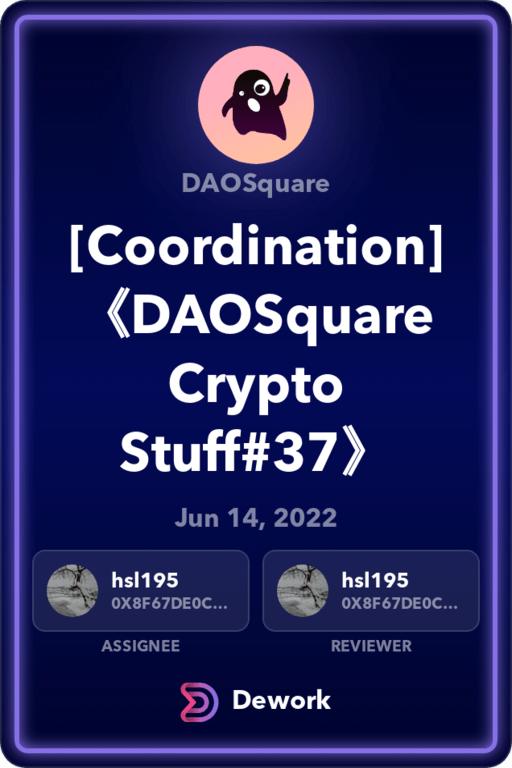 DAOSquare
[Coordination]
《DAOSquare
Crypto
Stuff#37》
Jun 14, 2022
hsl195
0X8F67DE0C...
ASSIGNEE
hsl195
0X8F67DE0C...
REVIEWER
Dework